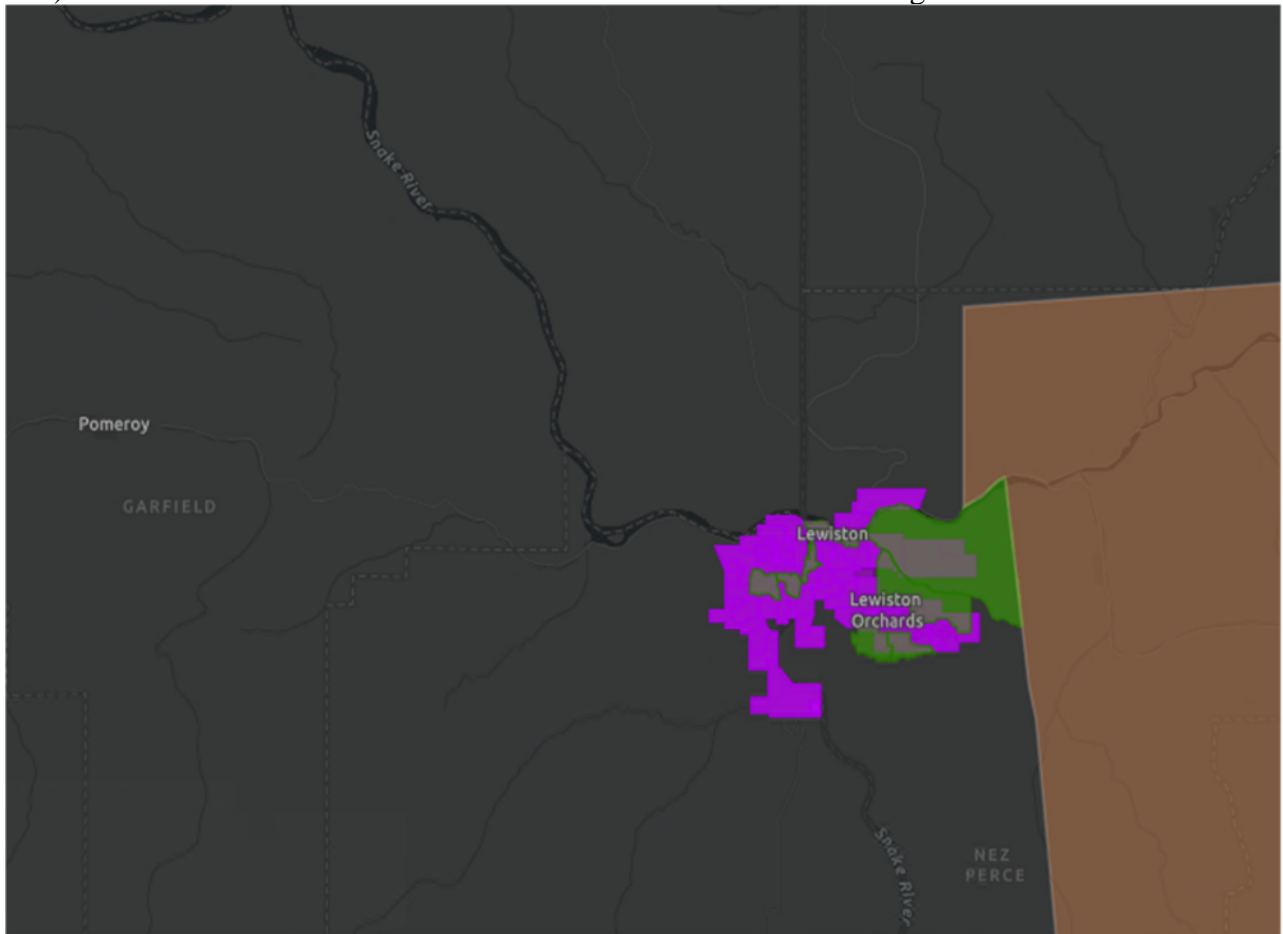 Snake River
Pomeroy
GARFIELD
Lewiston
Lewiston
Orchards
Snake River
NEZ
PERCE